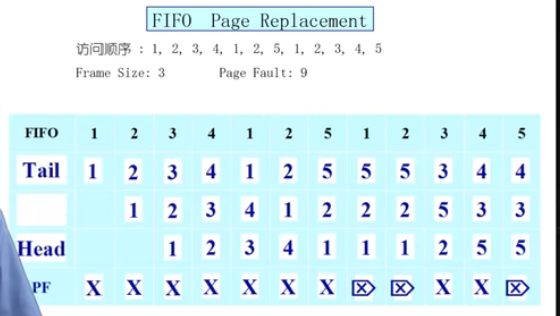 FIFO  Page Replacement
访问顺序 : 1, 2, 3, 4, 1, 2, 5, 1, 2, 3, 4, 5
Frame Size: 3 Page Fault: 9
FIFO 1 2 3 4 1 2 5 1 2 3 4 5
Tail 1 2 3 4 1 2 5 5 5 3 4 4
1 2 3 4 1 2 2 2 5 3 3
Head 1 2 3 4 1 1 1 2 5 5
PF X X X X X X X X X X X X